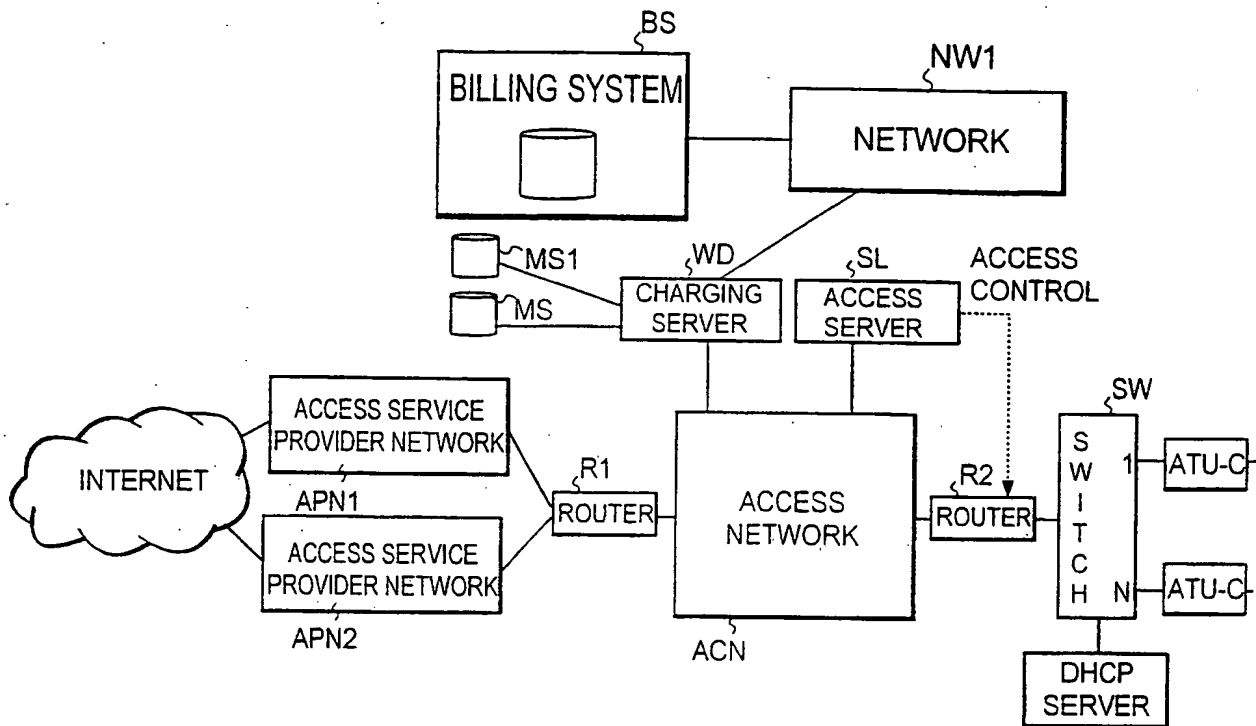 BS
BILLING SYSTEM
NW1
NETWORK
MS1
MS
WD
CHARGING
SERVER
SL
ACCESS
SERVER
ACCESS
CONTROL
INTERNET
ACCESS SERVICE
PROVIDER NETWORK
APN1
ACCESS SERVICE
PROVIDER NETWORK
APN2
R1
ROUTER
ACCESS
NETWORK
ACN
R2
ROUTER
SW
SWITCH
1
N
ATU-C
ATU-C
DHCP
SERVER